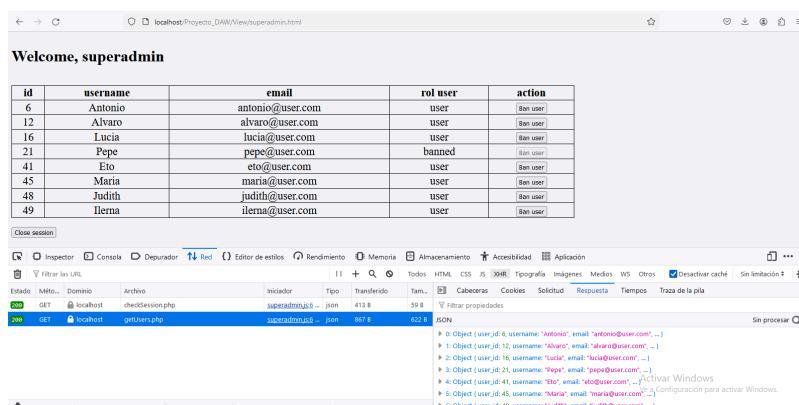 localhost/Proyecto_DAW/View/superadmin.html
Welcome, superadmin
id username email rol user action
6 Antonio antonio@user.com user Ban user
12 Alvaro alvaro@user.com user Ban user
16 Lucia lucia@user.com user Ban user
21 Pepe pepe@user.com banned Ban user
41 Eto eto@user.com user Ban user
45 Maria maria@user.com user Ban user
48 Judith judith@user.com user Ban user
49 Ilerna ilerna@user.com user Ban user
Close session
Inspector Consola Depurador Red {} Editor de estilos Rendimiento Memoria Almacenamiento Accesibilidad Aplicación
Filtrar las URL Todos HTML CSS JS XHR Tipografía Imágenes Medios WS Otros Desactivar caché Sin limitación
Estado Méto... Dominio Archivo Iniciador Tipo Transferido Tam... Cabeceras Cookies Solicitud Respuesta Tiempos Traza de la pila
200 GET localhost checkSession.php superadmin.js:6 ... json 413 B 59 B Filtrar propiedades
200 GET localhost getUsers.php superadmin.js:6 ... json 867 B 622 B JSON Sin procesar
0: Object { user_id: 6, username: "Antonio", email: "antonio@user.com", ... }
1: Object { user_id: 12, username: "Alvaro", email: "alvaro@user.com", ... }
2: Object { user_id: 16, username: "Lucia", email: "lucia@user.com", ... }
3: Object { user_id: 21, username: "Pepe", email: "pepe@user.com", ... }
4: Object { user_id: 41, username: "Eto", email: "eto@user.com", ... }
Activar Windows
5: Object { user_id: 45, username: "Maria", email: "maria@user.com", ... }
Ve a Configuración para activar Windows.